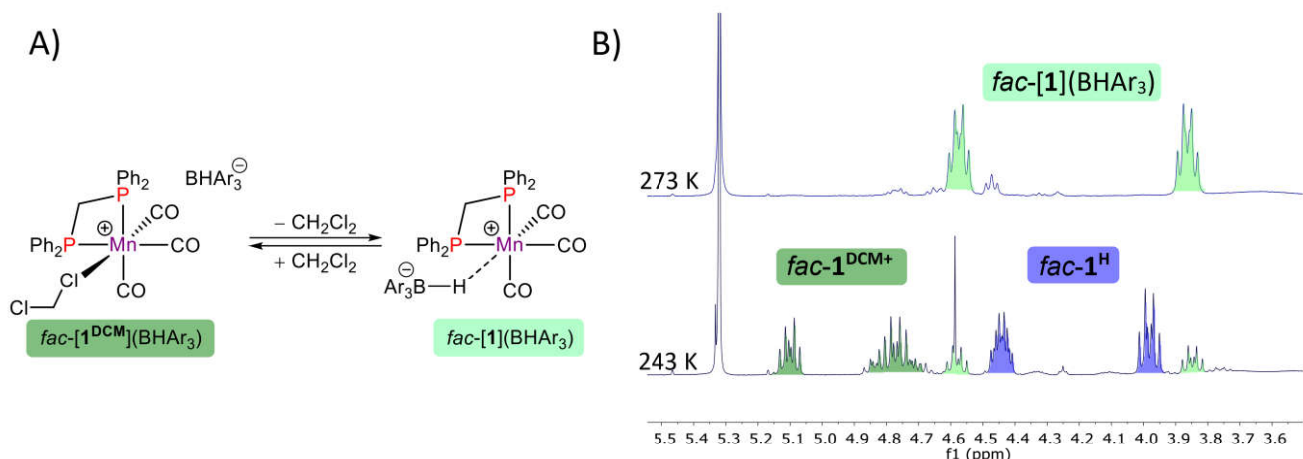 A)
Ph₂
P
BHAr₃⊖
CO
⊕
Ph₂P
Mn
CO
Cl
CO
Cl
fac-[1ᴰᶜᴹ](BHAr₃)
− CH₂Cl₂
+ CH₂Cl₂
Ph₂
P
CO
⊕
Ph₂P
Mn
CO
⊖
Ar₃B
H
CO
fac-[1](BHAr₃)
B)
fac-[1](BHAr₃)
273 K
fac-1ᴰᶜᴹ⁺
fac-1ᴴ
243 K
5.5 5.4 5.3 5.2 5.1 5.0 4.9 4.8 4.7 4.6 4.5 4.4 4.3 4.2 4.1 4.0 3.9 3.8 3.7 3.6
f1 (ppm)